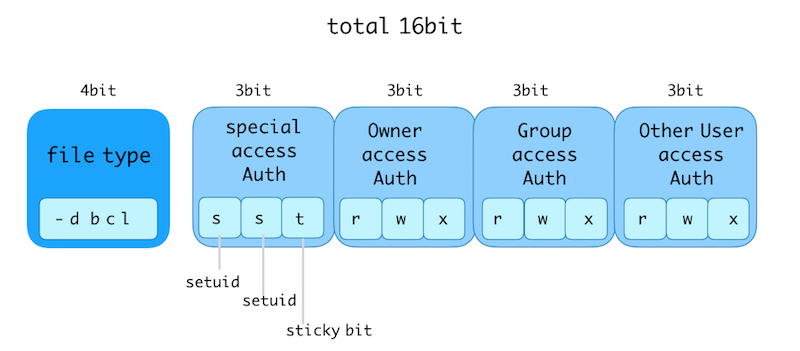 total 16bit
4bit 3bit 3bit 3bit 3bit
file type
- d b c l
special
access
Auth
s s t
Owner
access
Auth
r w x
Group
access
Auth
r w x
Other User
access
Auth
r w x
setuid
setuid
sticky bit